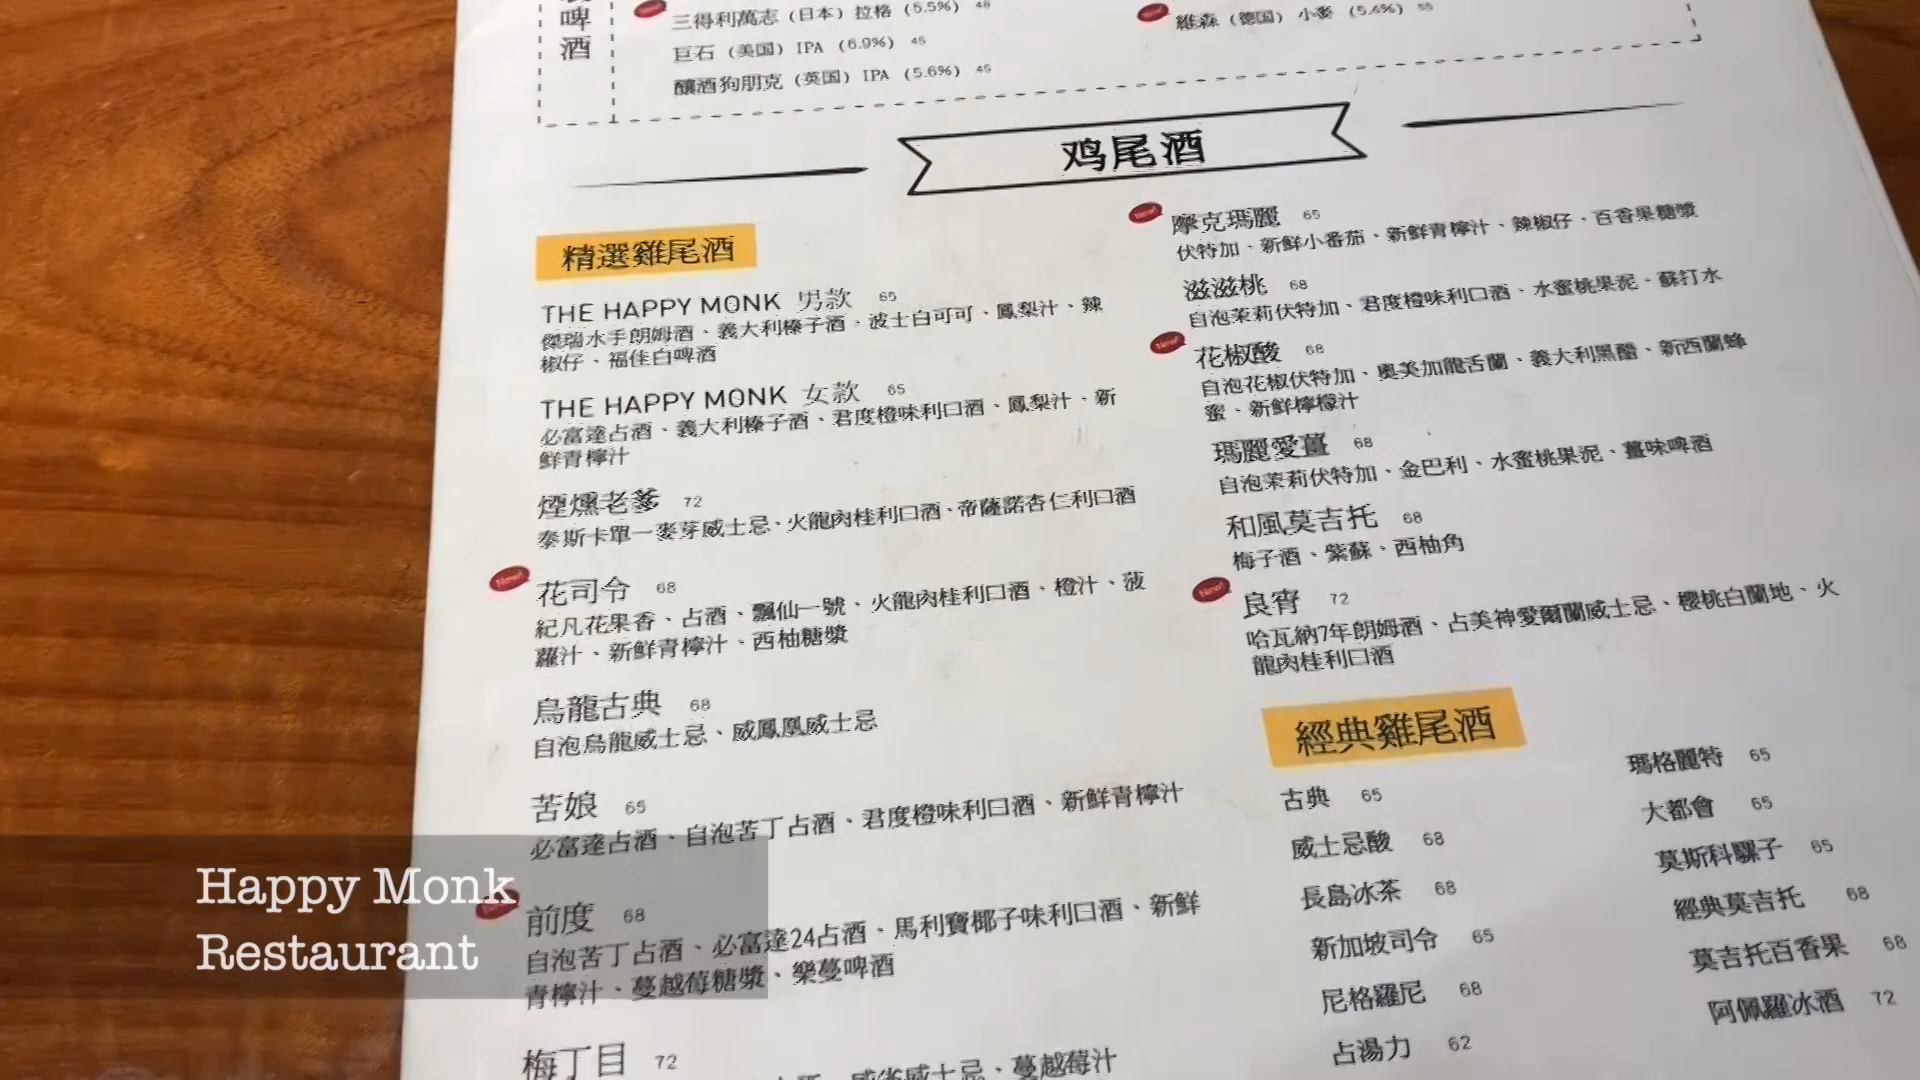 啤
酒
三得利萬志（日本）拉格（5.5%） 48
巨石（美国）IPA（6.9%） 45
釀酒狗朋克（英国）IPA（5.6%） 45
維森（德国）小麥（5.4%） 55
鸡尾酒
精選雞尾酒
THE HAPPY MONK 男款 65
傑瑞水手朗姆酒、義大利榛子酒、波士白可可、鳳梨汁、辣
椒仔、福佳白啤酒
THE HAPPY MONK 女款 65
必富達占酒、義大利榛子酒、君度橙味利口酒、鳳梨汁、新
鮮青檸汁
煙燻老爹 72
泰斯卡單一麥芽威士忌、火龍肉桂利口酒、帝薩諾杏仁利口酒
New!
花司令 68
紀凡花果香、占酒、飄仙一號、火龍肉桂利口酒、橙汁、菠
蘿汁、新鮮青檸汁、西柚糖漿
烏龍古典 68
自泡烏龍威士忌、威鳳凰威士忌
苦娘 65
必富達占酒、自泡苦丁占酒、君度橙味利口酒、新鮮青檸汁
前度 68
自泡苦丁占酒、必富達24占酒、馬利寶椰子味利口酒、新鮮
青檸汁、蔓越莓糖漿、樂蔓啤酒
梅丁目 72
威士忌、蔓越莓汁
New!
摩克瑪麗 65
伏特加、新鮮小番茄、新鮮青檸汁、辣椒仔、百香果糖漿
滋滋桃 68
自泡茉莉伏特加、君度橙味利口酒、水蜜桃果泥、蘇打水
New!
花椒酸 68
自泡花椒伏特加、奧美加龍舌蘭、義大利黑醋、新西蘭蜂
蜜、新鮮檸檬汁
瑪麗愛薑 68
自泡茉莉伏特加、金巴利、水蜜桃果泥、薑味啤酒
和風莫吉托 68
梅子酒、紫蘇、西柚角
New!
良宵 72
哈瓦納7年朗姆酒、占美神愛爾蘭威士忌、櫻桃白蘭地、火
龍肉桂利口酒
經典雞尾酒
古典 65
威士忌酸 68
長島冰茶 68
新加坡司令 65
尼格羅尼 68
占湯力 62
瑪格麗特 65
大都會 65
莫斯科騾子 65
經典莫吉托 68
莫吉托百香果 68
阿佩羅冰酒 72
Happy Monk
Restaurant